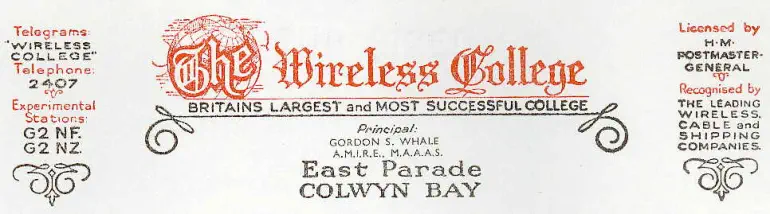 Telegrams:
"WIRELESS
COLLEGE"
Telephone:
2407
Experimental
Stations:
G2 NF.
G2 NZ.
The Wireless College
BRITAINS LARGEST and MOST SUCCESSFUL COLLEGE
Principal:
GORDON S. WHALE
A.M.I.R.E., M.A.A.A.S.
East Parade
COLWYN BAY
Licensed by
H·M·
POSTMASTER-
GENERAL
Recognised by
THE LEADING
WIRELESS,
CABLE and
SHIPPING
COMPANIES.